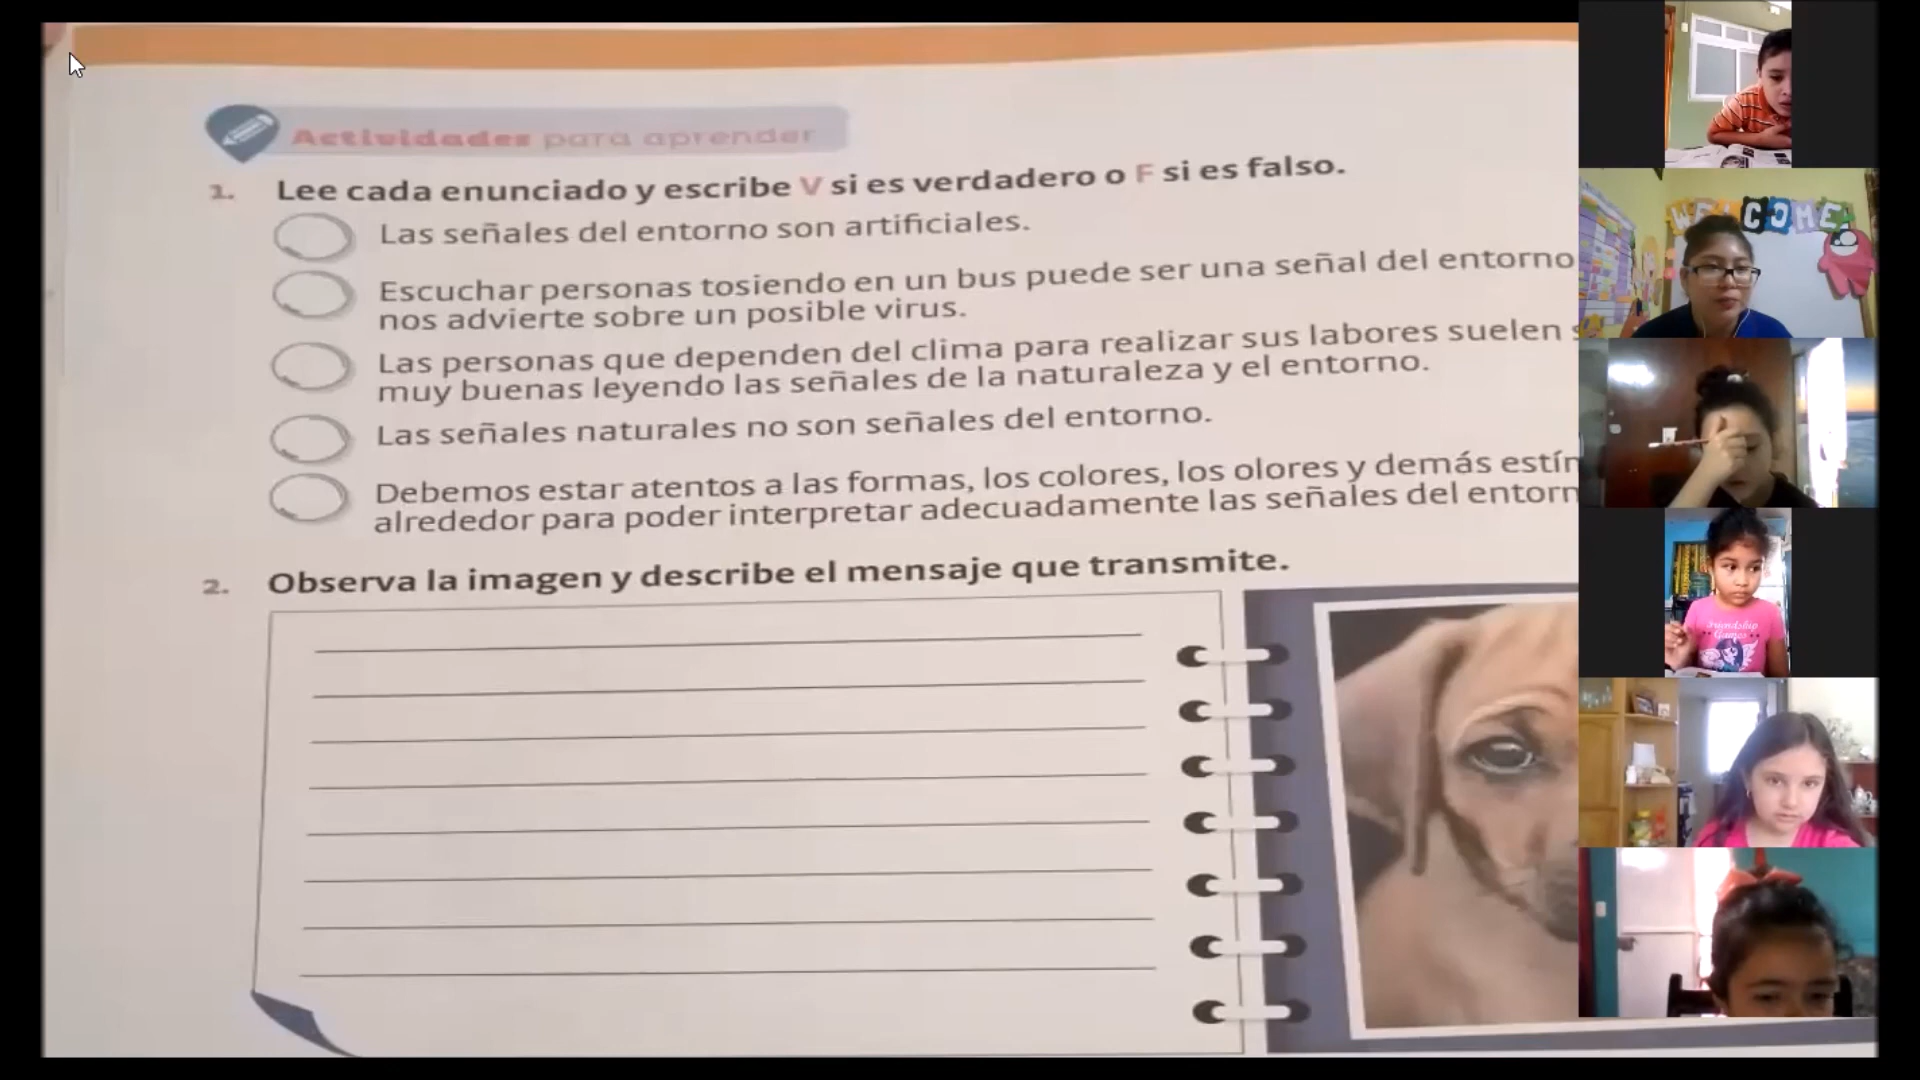 Actividades para aprender
1. Lee cada enunciado y escribe V si es verdadero o F si es falso.
Las señales del entorno son artificiales.
Escuchar personas tosiendo en un bus puede ser una señal del entorno
nos advierte sobre un posible virus.
Las personas que dependen del clima para realizar sus labores suelen
muy buenas leyendo las señales de la naturaleza y el entorno.
Las señales naturales no son señales del entorno.
Debemos estar atentos a las formas, los colores, los olores y demás
alrededor para poder interpretar adecuadamente las señales del
2. Observa la imagen y describe el mensaje que transmite.
WELCOME
Friendship
Games